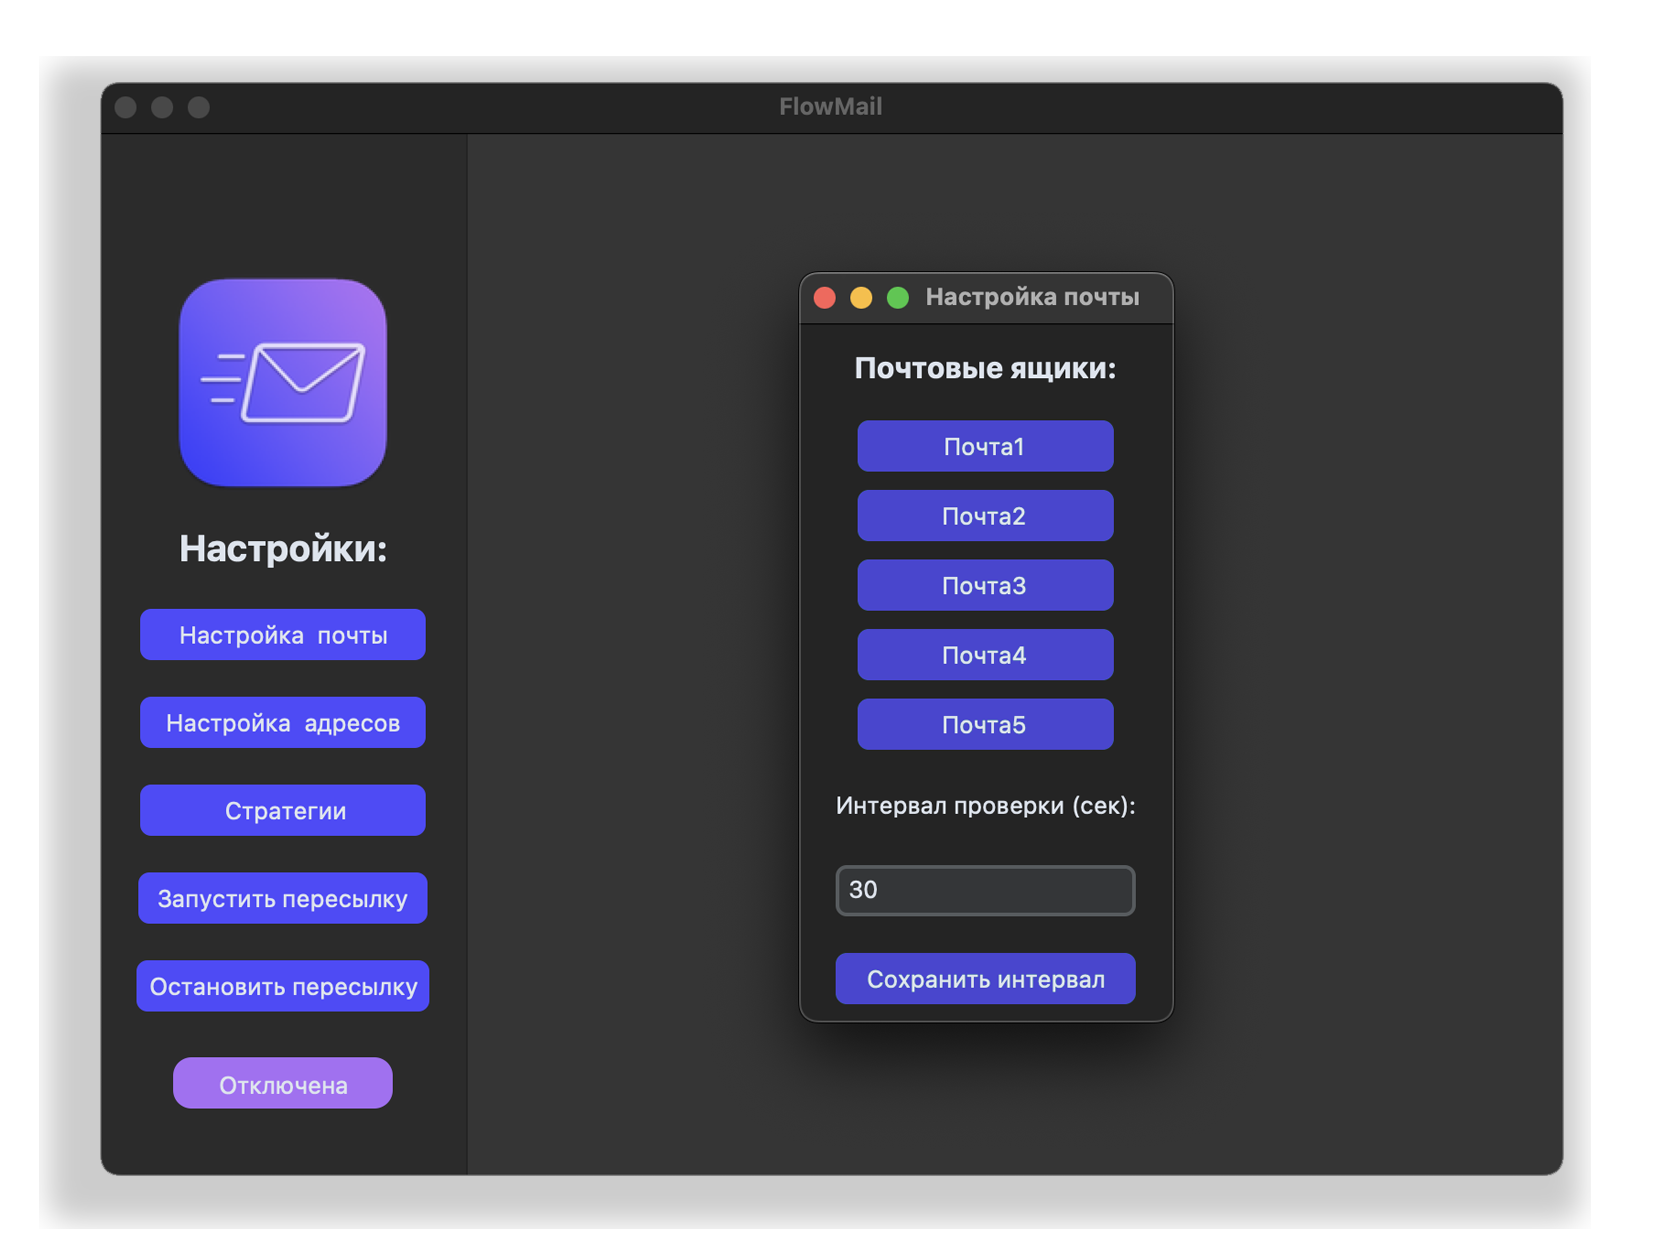 FlowMail
Настройки:
Настройка почты
Настройка адресов
Стратегии
Запустить пересылку
Остановить пересылку
Отключена
Настройка почты
Почтовые ящики:
Почта1
Почта2
Почта3
Почта4
Почта5
Интервал проверки (сек):
30
Сохранить интервал